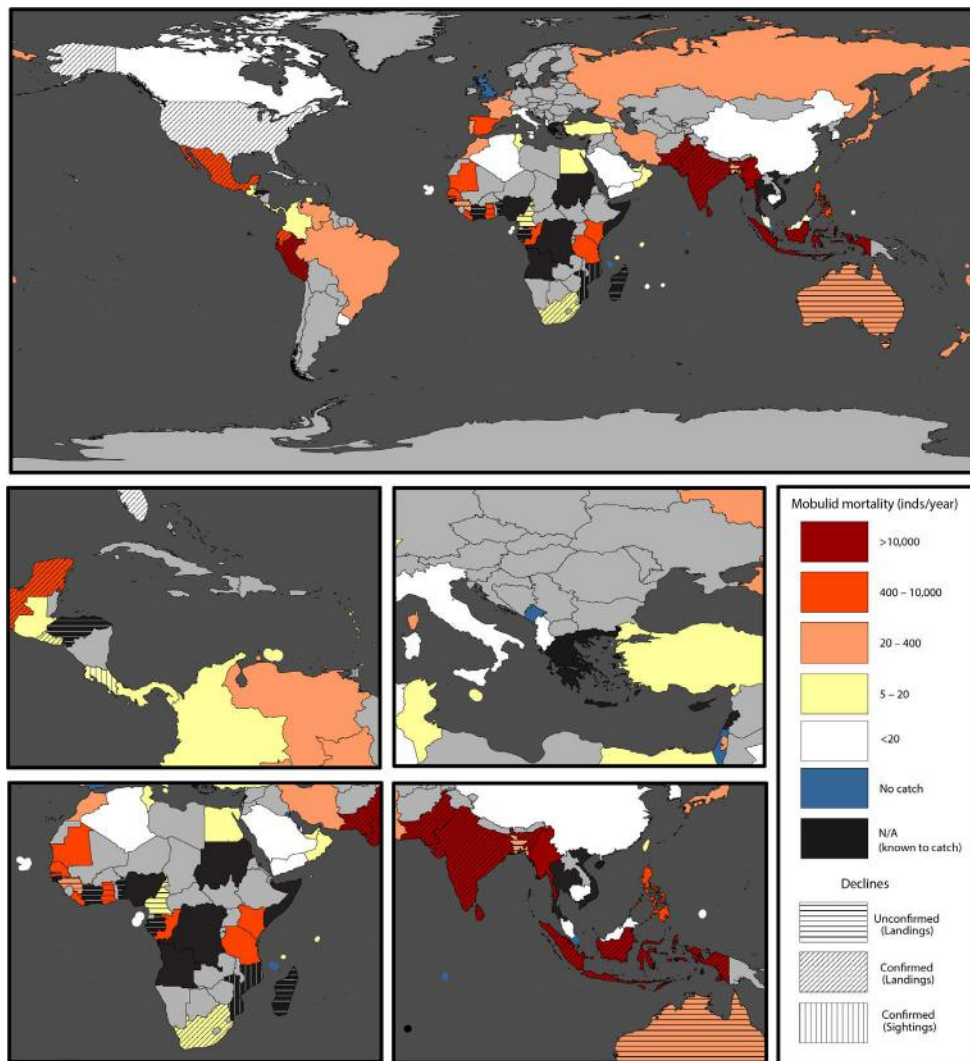 Mobulid mortality (inds/year)
>10,000
400 – 10,000
20 – 400
5 – 20
<20
No catch
N/A
(known to catch)
Declines
Unconfirmed
(Landings)
Confirmed
(Landings)
Confirmed
(Sightings)